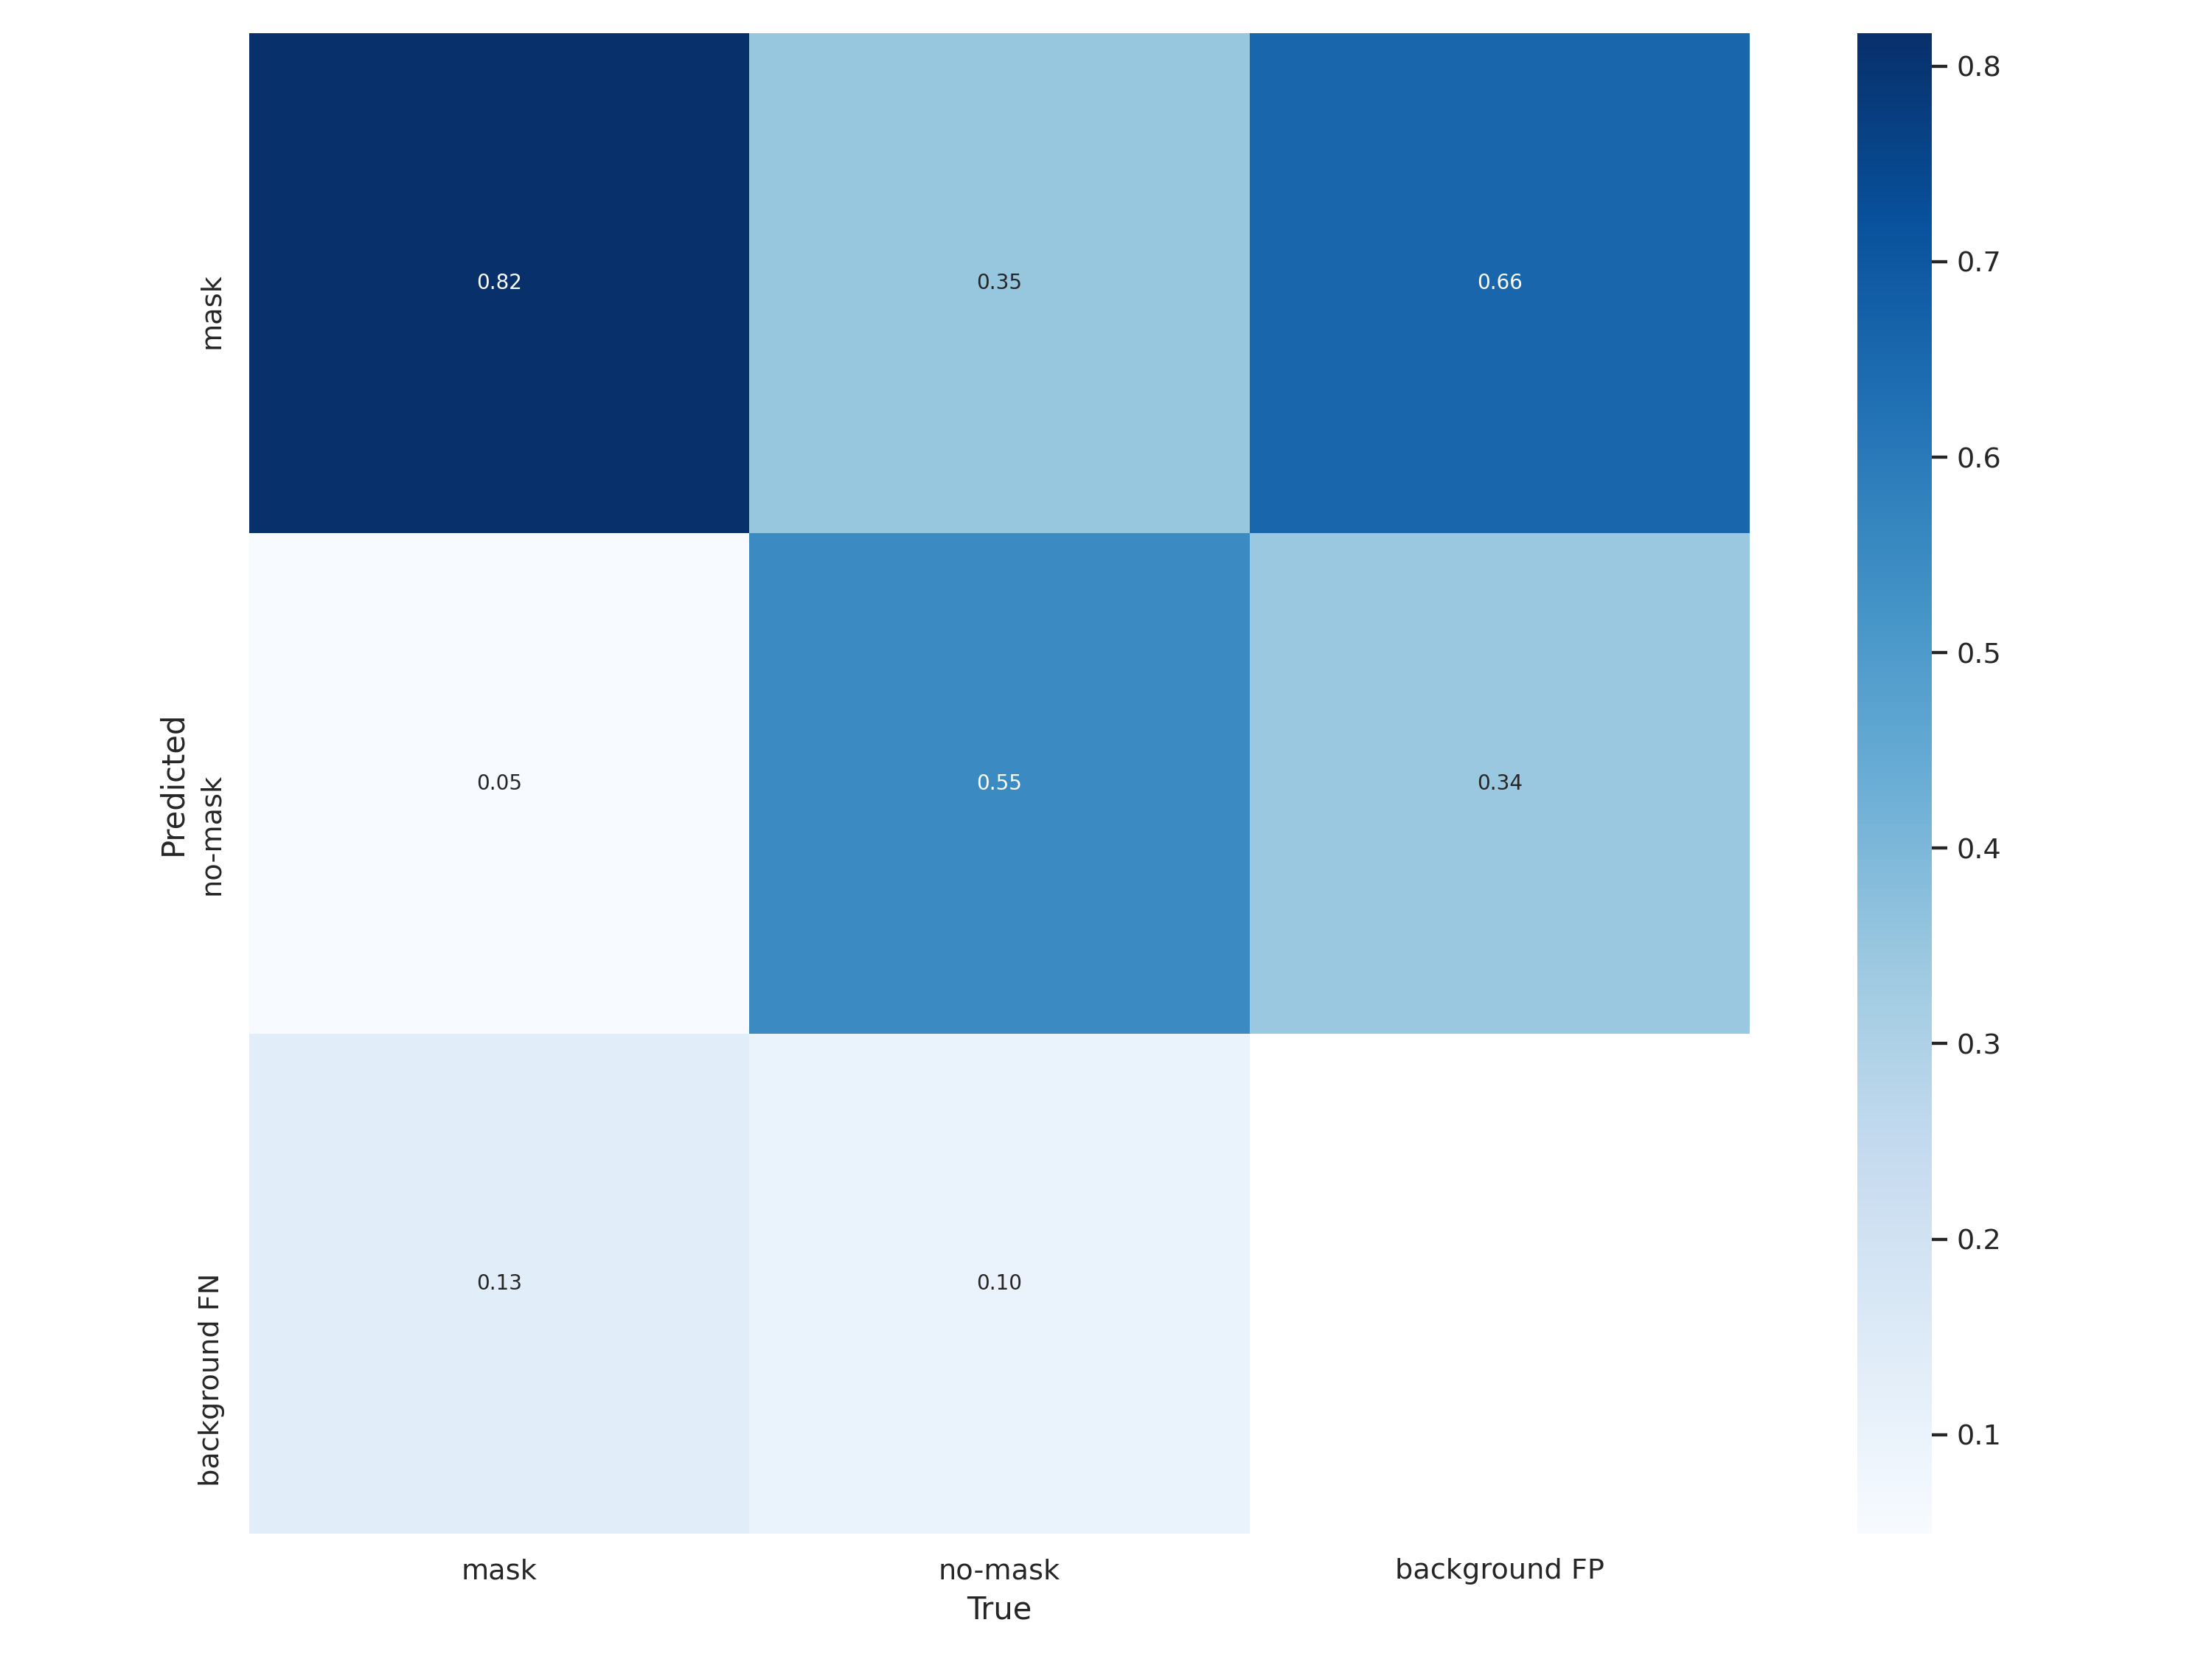 mask
0.82 0.35 0.66
Predicted
no-mask
0.05 0.55 0.34
background FN
0.13 0.10
mask no-mask background FP
True
0.8
0.7
0.6
0.5
0.4
0.3
0.2
0.1